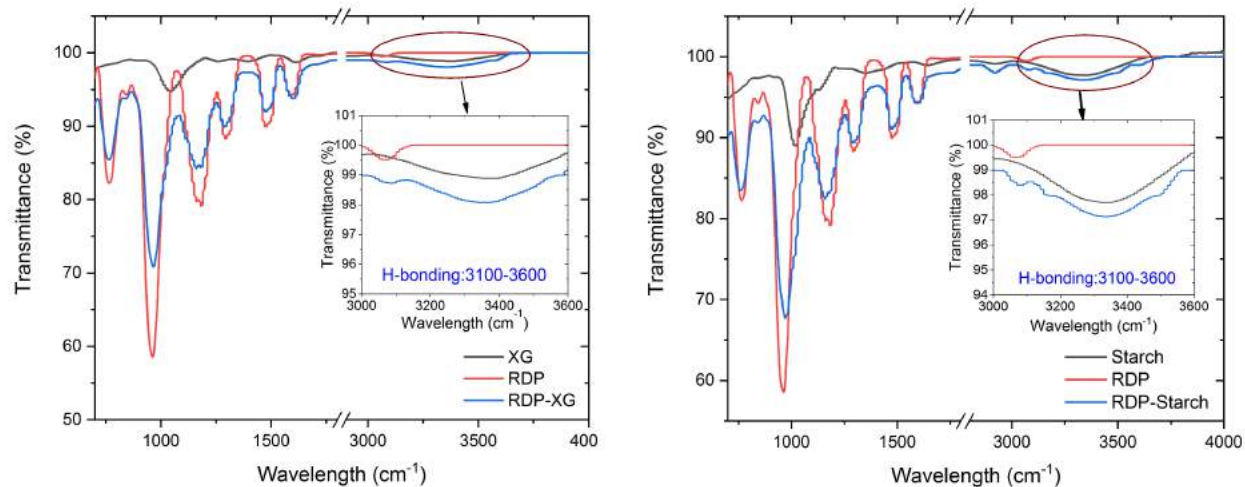 100
90
80
70
60
50
Transmittance (%)
1000
1500
3000
3500
400
Wavelength (cm-1)
101
100
99
98
97
96
95
Transmittance (%)
H-bonding:3100-3600
3000
3200
3400
3600
Wavelength (cm-1)
XG
RDP
RDP-XG
100
90
80
70
60
Transmittance (%)
1000
1500
3000
3500
4000
Wavelength (cm-1)
101
100
99
98
97
96
95
94
Transmittance (%)
H-bonding:3100-3600
3000
3200
3400
3600
Wavelength (cm-1)
Starch
RDP
RDP-Starch